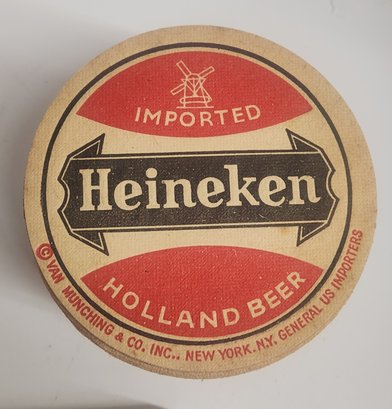 IMPORTED
Heineken
HOLLAND BEER
© VAN MUNCHING & CO. INC., NEW YORK. N.Y. GENERAL US IMPORTERS